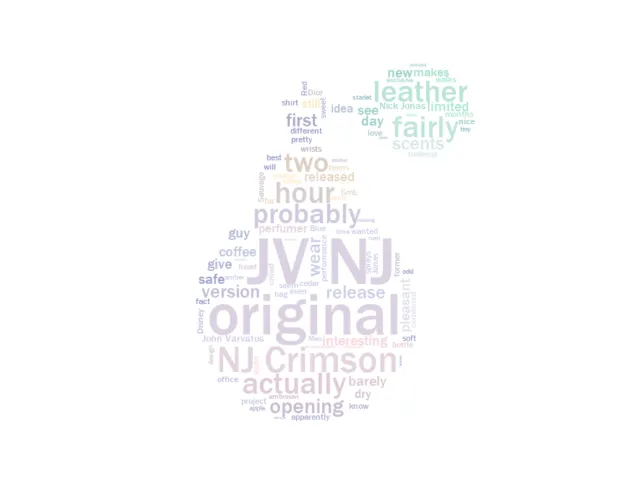 new makes
leather
Red
Dior
shirt
still
sweet
idea
see
Nick Jonas
limited
months
first
day
fairly
nice
different
love
pretty
scents
wrists
best
two
will
released
Sauvage
hour
probably
perfumer
Blue
wanted
guy
JV NJ
wear
performance
coffee
give
Jonas
former
odd
safe
cedar
version
release
pleasant
fact
original
Disney
John Varvatos
interesting
soft
bottle
NJ Crimson
office
actually
barely
dry
project
ambroxan
apple
opening
know
apparently